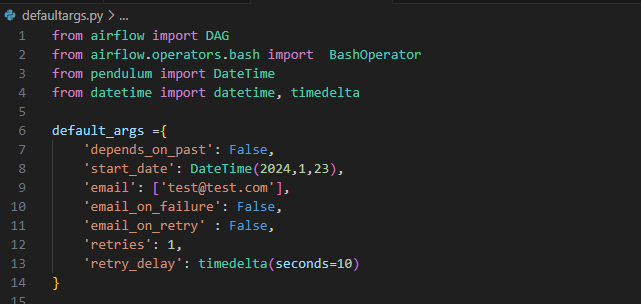 defaultargs.py > ...
1 from airflow import DAG
2 from airflow.operators.bash import  BashOperator
3 from pendulum import DateTime
4 from datetime import datetime, timedelta
5
6 default_args ={
7     'depends_on_past': False,
8     'start_date': DateTime(2024,1,23),
9     'email': ['test@test.com'],
10     'email_on_failure': False,
11     'email_on_retry' : False,
12     'retries': 1,
13     'retry_delay': timedelta(seconds=10)
14 }
15